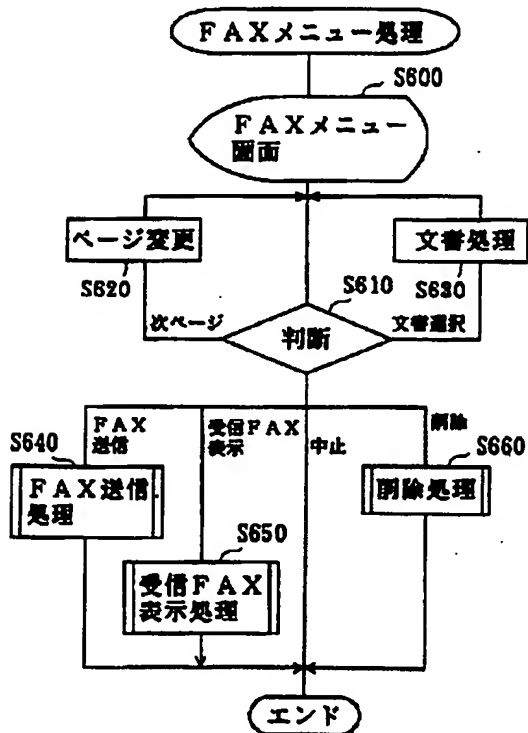 FAXメニュー処理
S600
FAXメニュー
画面
ページ変更
文書処理
S620
S630
S610
次ページ
判断
文書選択
FAX
送信
受信FAX
表示
中止
削除
S640
S660
FAX送信
処理
削除処理
S650
受信FAX
表示処理
エンド